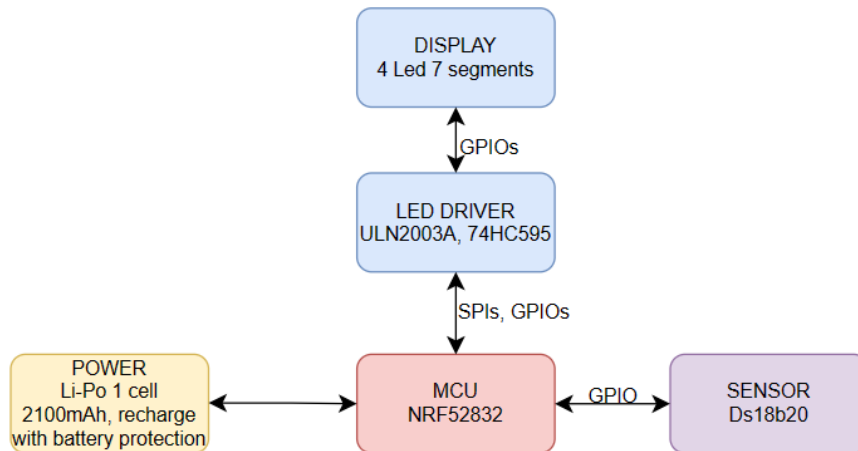 DISPLAY
4 Led 7 segments
GPIOs
LED DRIVER
ULN2003A, 74HC595
SPIs, GPIOs
POWER
Li-Po 1 cell
2100mAh, recharge
with battery protection
MCU
NRF52832
GPIO
SENSOR
Ds18b20